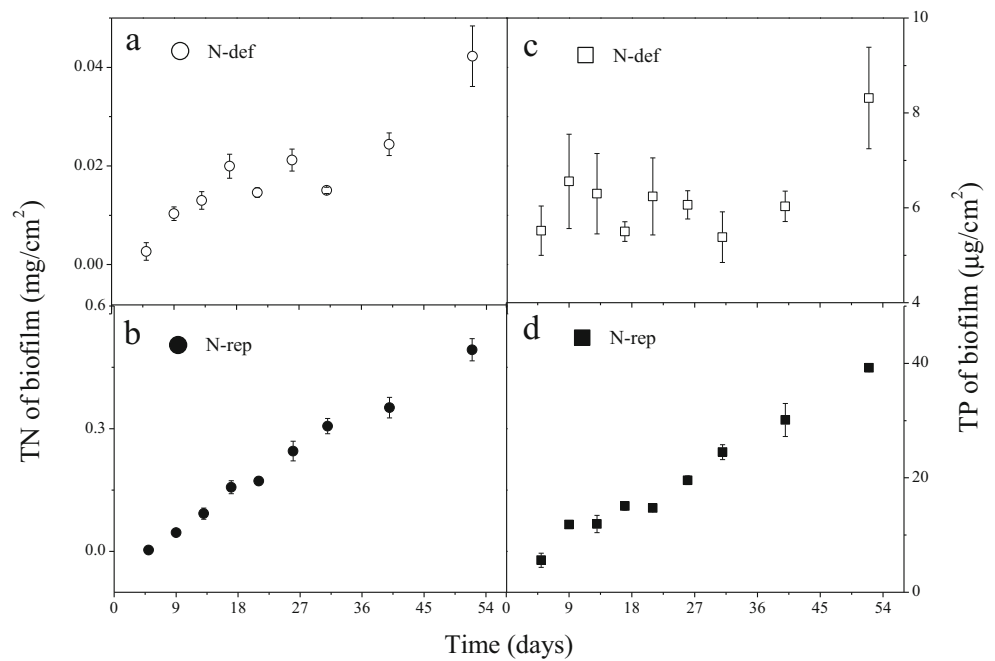 a
N-def
0.04
0.02
0.00
TN of biofilm (mg/cm²)
c
N-def
10
8
6
4
TP of biofilm (µg/cm²)
b
N-rep
0.6
0.3
0.0
0 9 18 27 36 45 54
d
N-rep
40
20
0
0 9 18 27 36 45 54
Time (days)